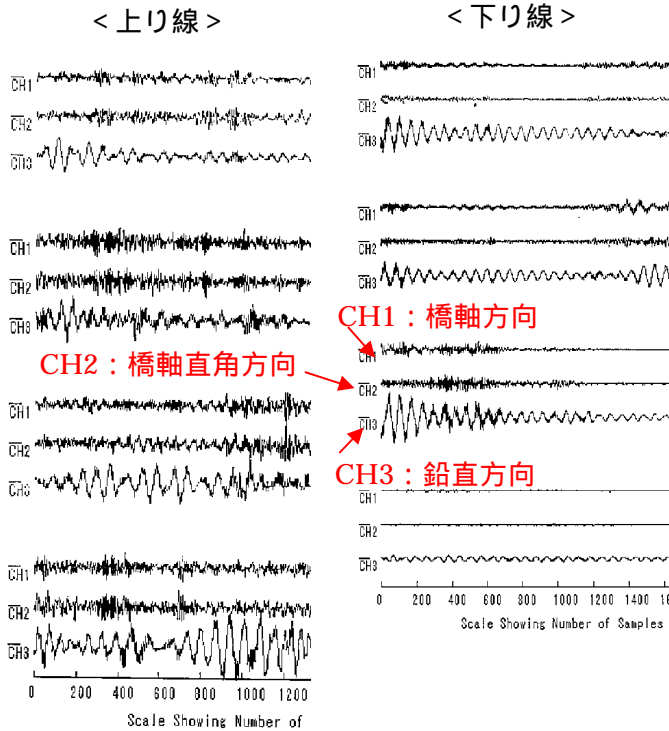 <上り線>
CH1
CH2
CH3
CH1
CH2
CH3
CH1
CH2
CH3
CH1
CH2
CH3
0 200 400 600 800 1000 1200
Scale Showing Number of
<下り線>
CH1
CH2
CH3
CH1
CH2
CH3
CH1:橋軸方向
CH1
CH2:橋軸直角方向
CH2
CH3
CH3:鉛直方向
CH1
CH2
CH3
0 200 400 600 800 1000 1200 1400
Scale Showing Number of Samples